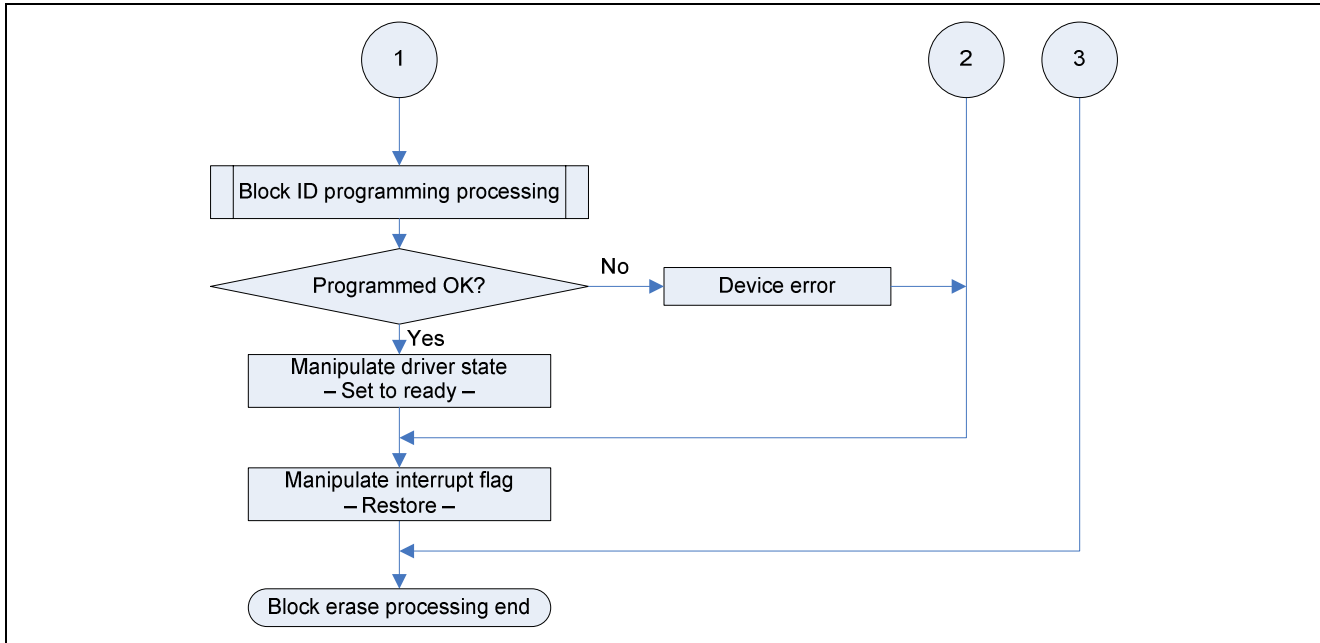 1
2
3
Block ID programming processing
Programmed OK?
No
Device error
Yes
Manipulate driver state
– Set to ready –
Manipulate interrupt flag
– Restore –
Block erase processing end